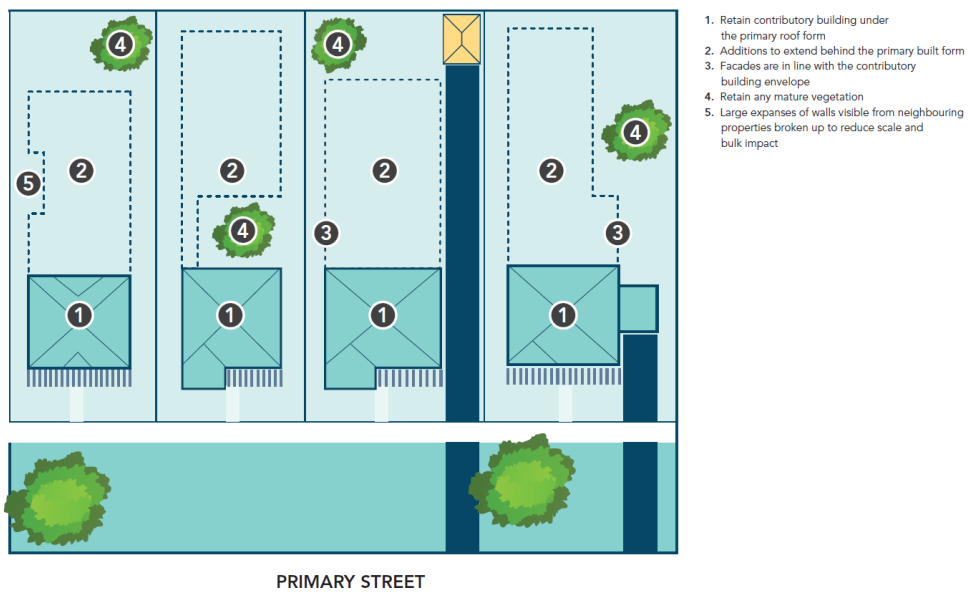 4
4
1. Retain contributory building under
the primary roof form
2. Additions to extend behind the primary built form
3. Facades are in line with the contributory
building envelope
4. Retain any mature vegetation
5. Large expanses of walls visible from neighbouring
properties broken up to reduce scale and
bulk impact
4
5
2
2
2
2
4
3
3
1
1
1
1
PRIMARY STREET